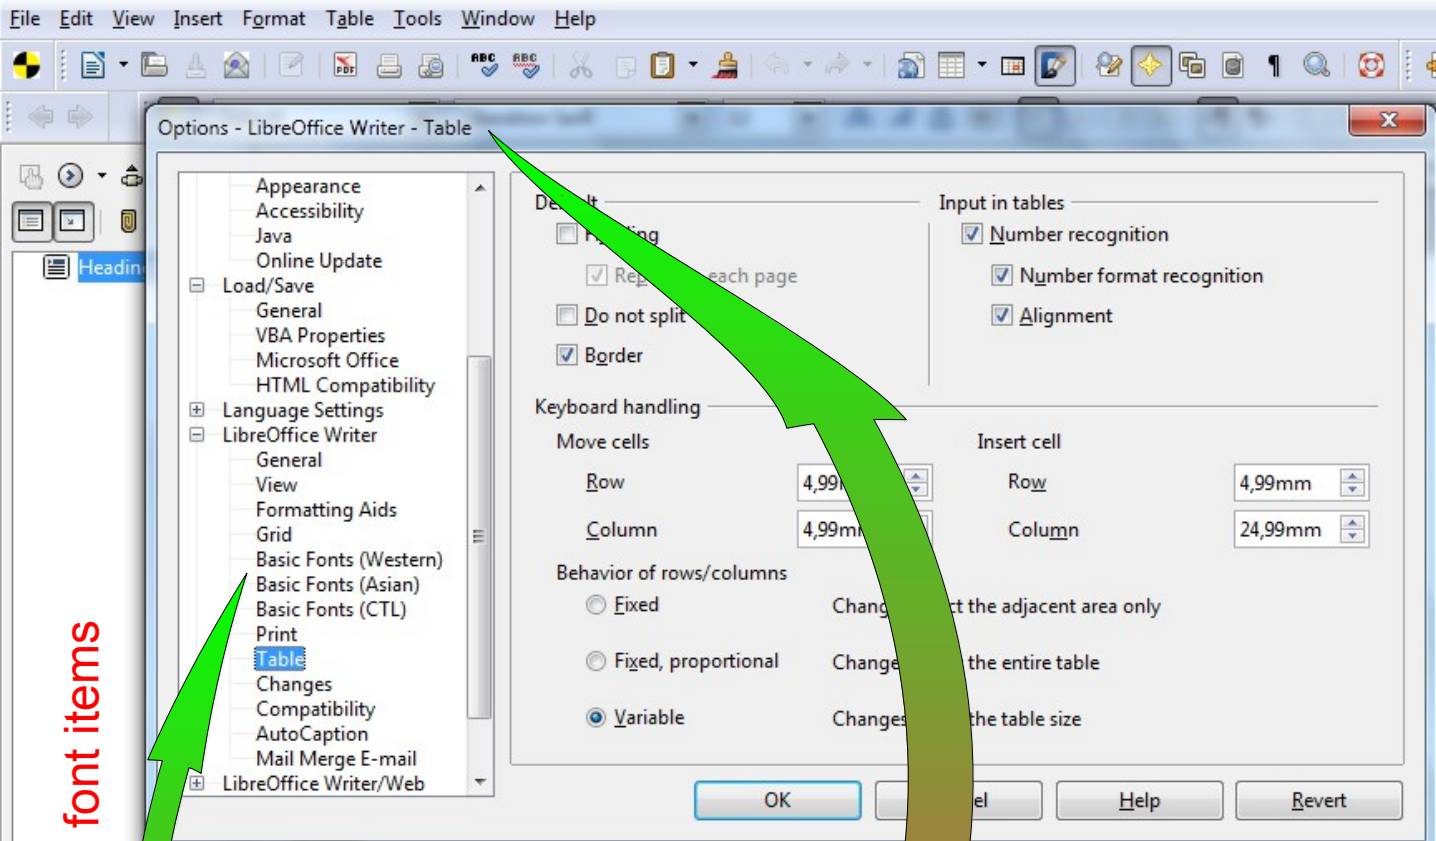 File Edit View Insert Format Table Tools Window Help
PDF
ABC
ABC
Options - LibreOffice Writer - Table
Appearance
Accessibility
Java
Online Update
Load/Save
General
VBA Properties
Microsoft Office
HTML Compatibility
Language Settings
LibreOffice Writer
General
View
Formatting Aids
Grid
Basic Fonts (Western)
Basic Fonts (Asian)
Basic Fonts (CTL)
Print
Table
Changes
Compatibility
AutoCaption
Mail Merge E-mail
LibreOffice Writer/Web
each page
Do not split
Border
Input in tables
Number recognition
Number format recognition
Alignment
Keyboard handling
Move cells
Row
Column
Insert cell
Row 4,99mm
Column 24,99mm
Behavior of rows/columns
Fixed
the adjacent area only
Fixed, proportional
the entire table
Variable
Changes the table size
OK
Help
Revert
font items